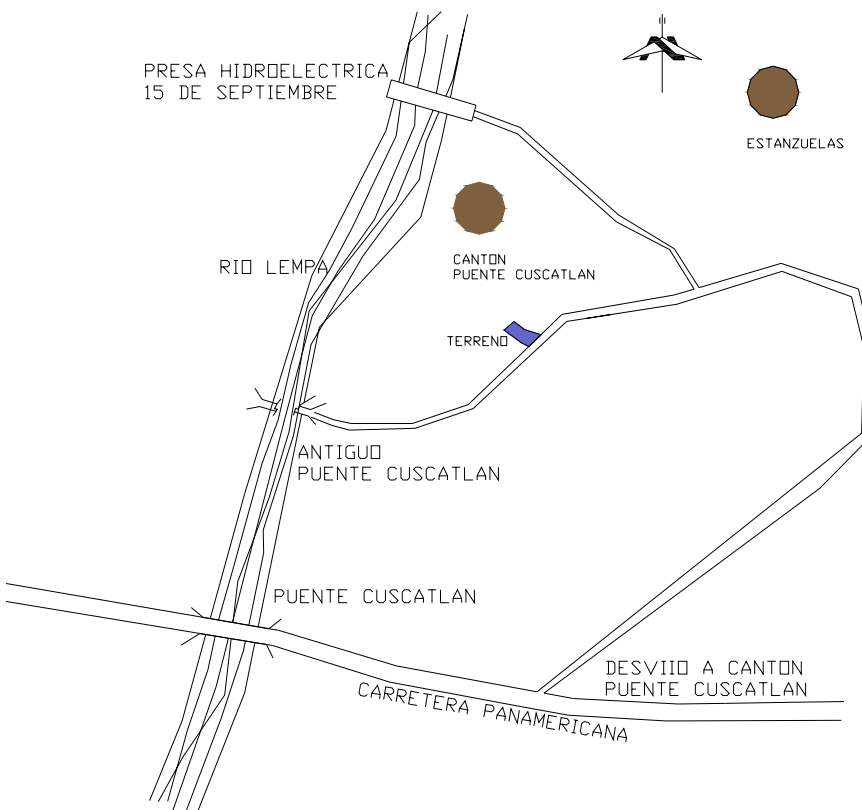 PRESA HIDROELECTRICA
15 DE SEPTIEMBRE
ESTANZUELAS
RIO LEMPA
CANTON
PUENTE CUSCATLAN
TERRENO
ANTIGUO
PUENTE CUSCATLAN
PUENTE CUSCATLAN
DESVIIO A CANTON
PUENTE CUSCATLAN
CARRETERA PANAMERICANA